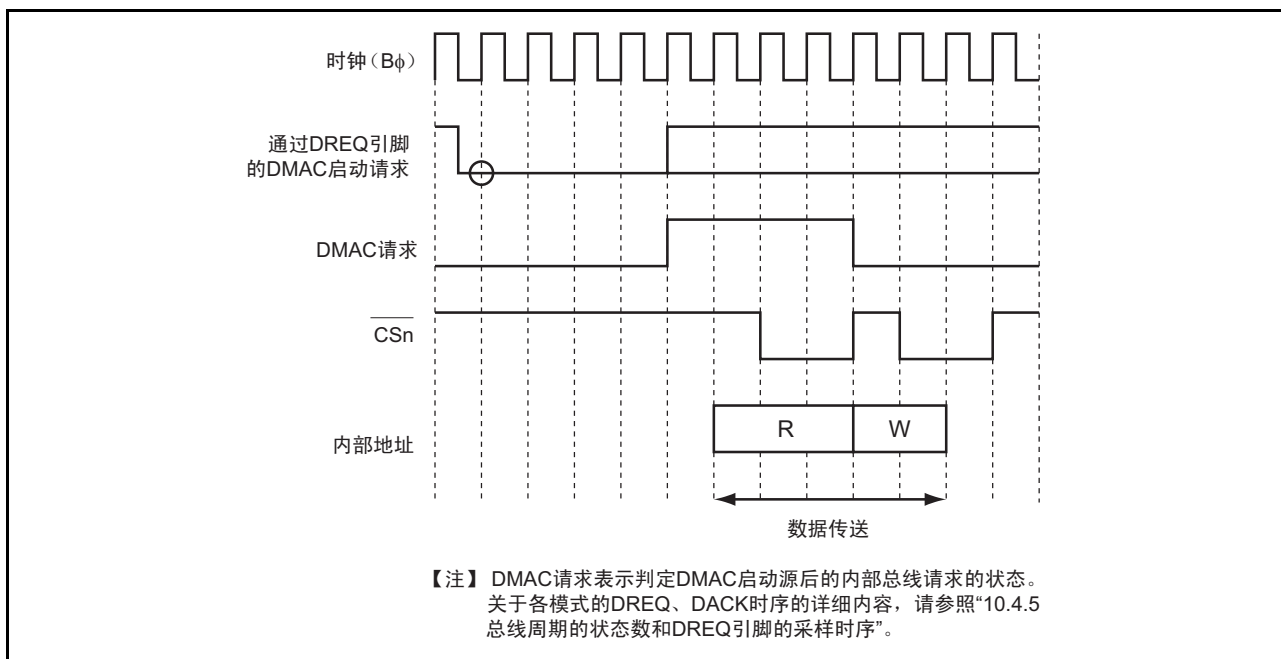 时钟（Bϕ）
通过DREQ引脚
的DMAC启动请求
DMAC请求
CSn
R
W
内部地址
数据传送
【注】 DMAC请求表示判定DMAC启动源后的内部总线请求的状态。
关于各模式的DREQ、DACK时序的详细内容，请参照“10.4.5
总线周期的状态数和DREQ引脚的采样时序”。